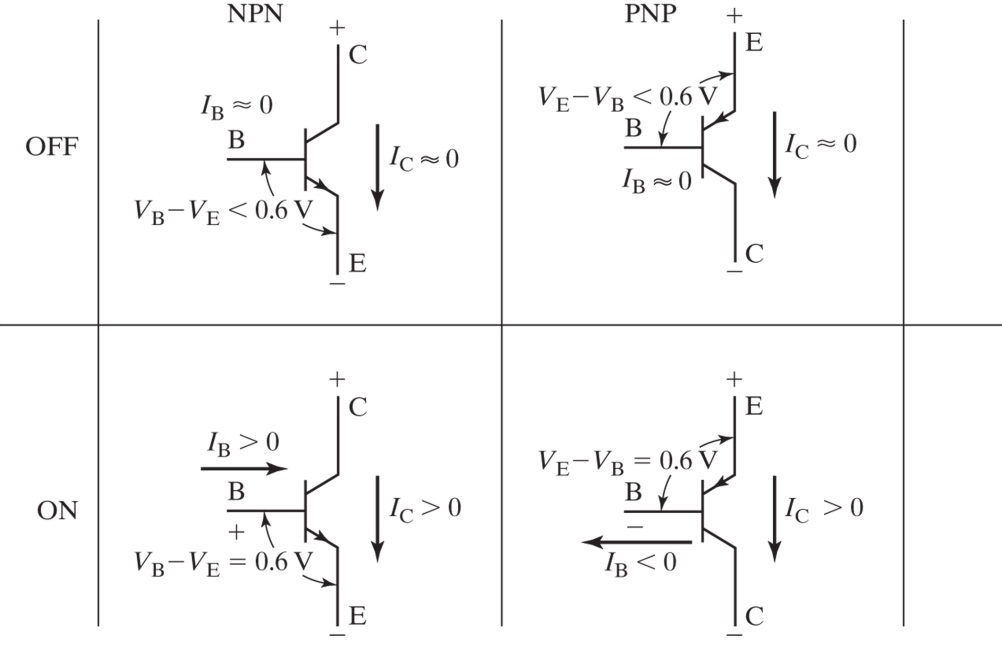 NPN
PNP
OFF
+
C
I_B ≈ 0
B
I_C ≈ 0
V_B−V_E < 0.6 V
E
−
+
E
V_E−V_B < 0.6 V
B
I_C ≈ 0
I_B ≈ 0
C
−
ON
+
C
I_B > 0
B
I_C > 0
+
V_B−V_E = 0.6 V
E
−
+
E
V_E−V_B = 0.6 V
B
I_C > 0
−
I_B < 0
C
−